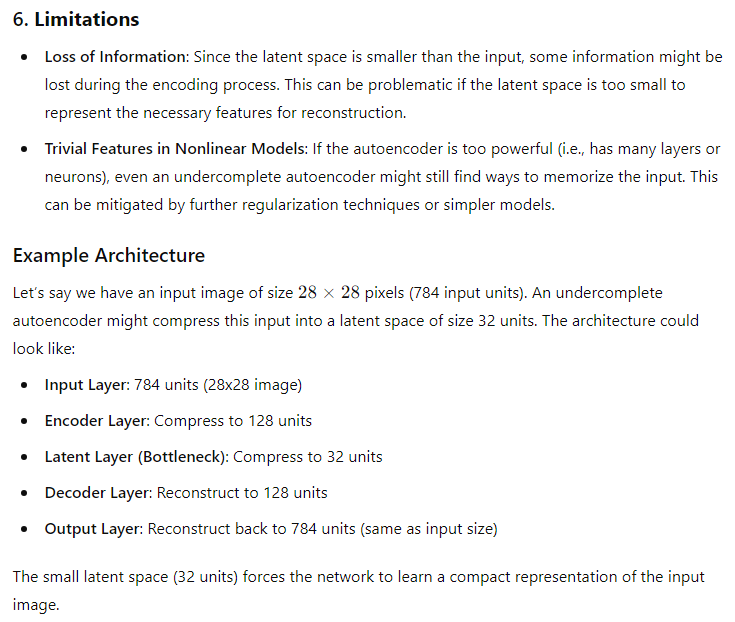 6. Limitations
• Loss of Information: Since the latent space is smaller than the input, some information might be
lost during the encoding process. This can be problematic if the latent space is too small to
represent the necessary features for reconstruction.
• Trivial Features in Nonlinear Models: If the autoencoder is too powerful (i.e., has many layers or
neurons), even an undercomplete autoencoder might still find ways to memorize the input. This
can be mitigated by further regularization techniques or simpler models.
Example Architecture
Let's say we have an input image of size 28 × 28 pixels (784 input units). An undercomplete
autoencoder might compress this input into a latent space of size 32 units. The architecture could
look like:
• Input Layer: 784 units (28x28 image)
• Encoder Layer: Compress to 128 units
• Latent Layer (Bottleneck): Compress to 32 units
• Decoder Layer: Reconstruct to 128 units
• Output Layer: Reconstruct back to 784 units (same as input size)
The small latent space (32 units) forces the network to learn a compact representation of the input
image.